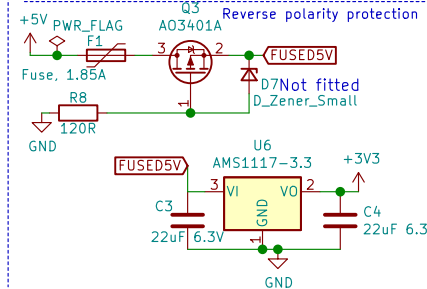 Reverse polarity protection
Q3
AO3401A
+5V
PWR_FLAG
F1
3
2
FUSED5V
Fuse, 1.85A
D7
Not fitted
D_Zener_Small
1
R8
120R
GND
U6
AMS1117-3.3
FUSED5V
+3V3
3
VI
VO
2
GND
1
C3
22uF 6.3V
C4
22uF 6.3
GND